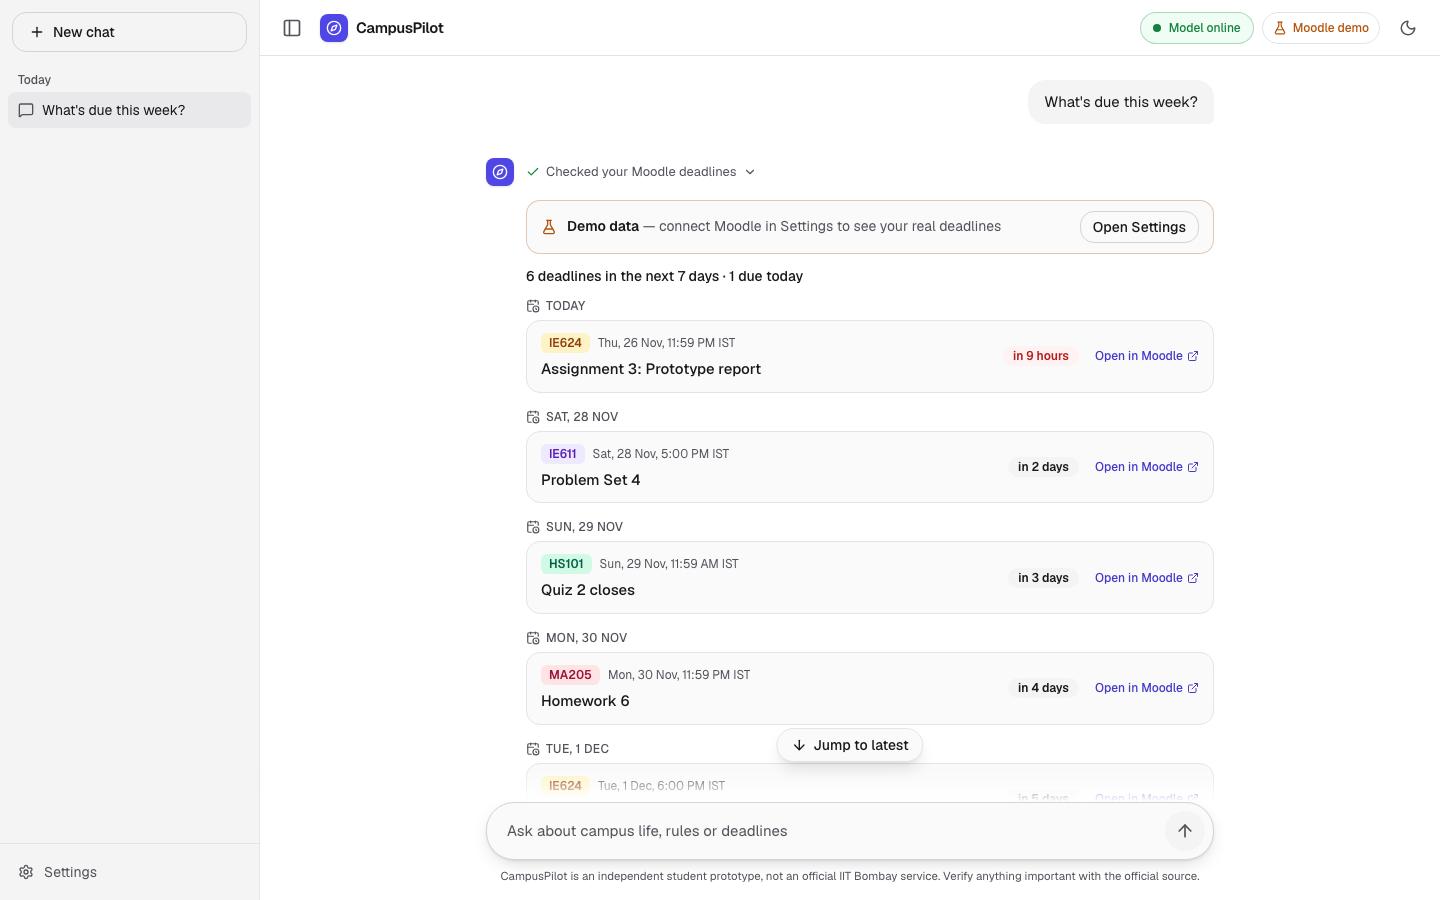 New chat
CampusPilot
Model online
Moodle demo
Today
What's due this week?
What's due this week?
Checked your Moodle deadlines
Demo data — connect Moodle in Settings to see your real deadlines
Open Settings
6 deadlines in the next 7 days · 1 due today
TODAY
IE624 Thu, 26 Nov, 11:59 PM IST
Assignment 3: Prototype report
in 9 hours
Open in Moodle
SAT, 28 NOV
IE611 Sat, 28 Nov, 5:00 PM IST
Problem Set 4
in 2 days
Open in Moodle
SUN, 29 NOV
HS101 Sun, 29 Nov, 11:59 AM IST
Quiz 2 closes
in 3 days
Open in Moodle
MON, 30 NOV
MA205 Mon, 30 Nov, 11:59 PM IST
Homework 6
in 4 days
Open in Moodle
TUE, 1 DEC
Jump to latest
IE624 Tue, 1 Dec, 6:00 PM IST
in 5 days
Open in Moodle
Ask about campus life, rules or deadlines
Settings
CampusPilot is an independent student prototype, not an official IIT Bombay service. Verify anything important with the official source.